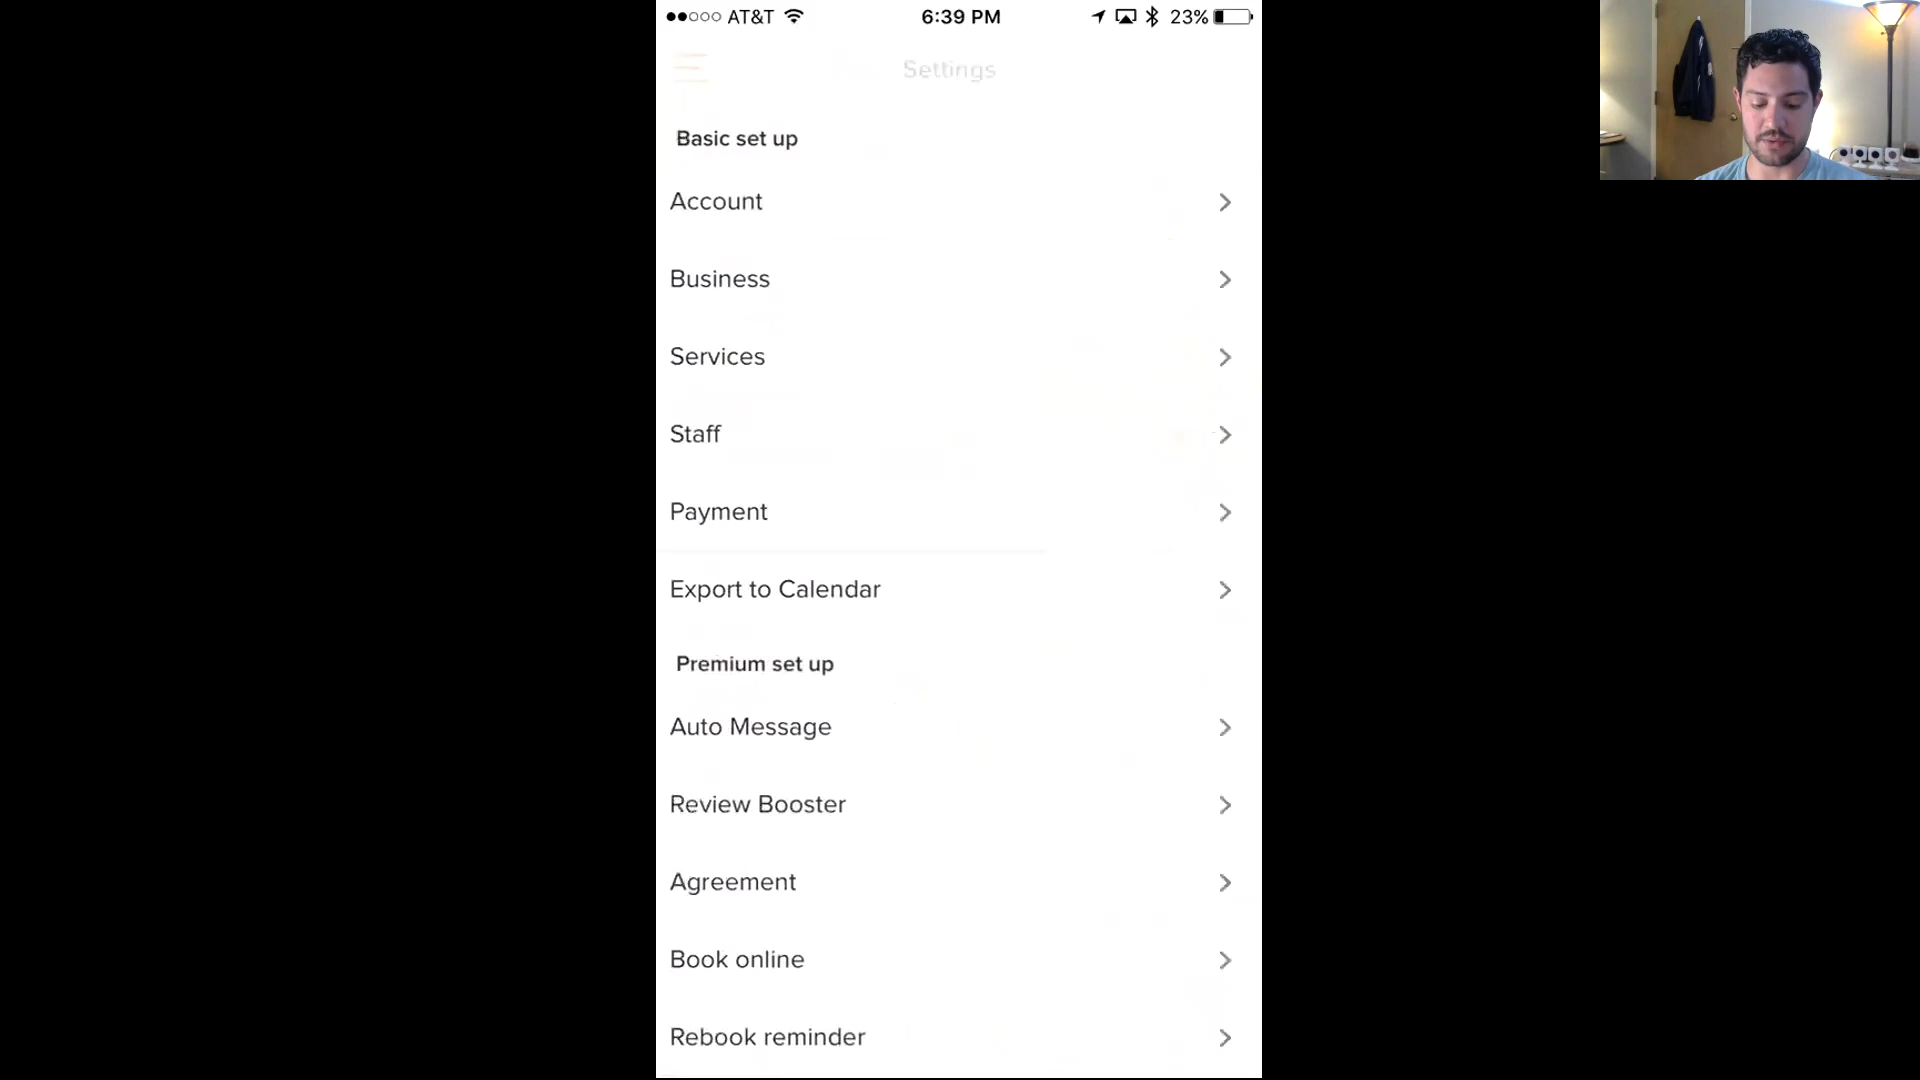 AT&T 6:39 PM 23%
Settings
Basic set up
Account
Business
Services
Staff
Payment
Export to Calendar
Premium set up
Auto Message
Review Booster
Agreement
Book online
Rebook reminder